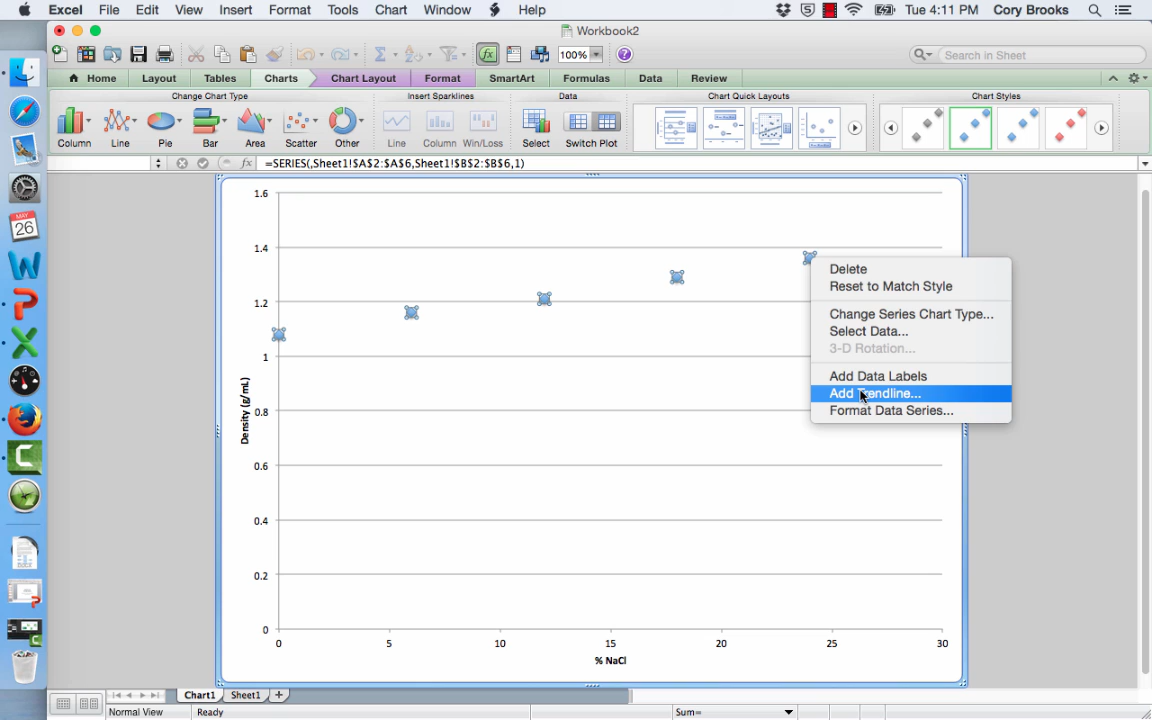 Excel File Edit View Insert Format Tools Chart Window Help Tue 4:11 PM Cory Brooks
Workbook2
100% Search in Sheet
Home Layout Tables Charts Chart Layout Format SmartArt Formulas Data Review
Change Chart Type Insert Sparklines Data Chart Quick Layouts Chart Styles
Column Line Pie Bar Area Scatter Other Line Column Win/Loss Select Switch Plot
fx =SERIES(,Sheet1!$A$2:$A$6,Sheet1!$B$2:$B$6,1)
MAY
26
1.6
1.4
1.2
1
0.8
0.6
0.4
0.2
0
Density (g/mL)
0 5 10 15 20 25 30
% NaCl
Delete
Reset to Match Style
Change Series Chart Type...
Select Data...
3-D Rotation...
Add Data Labels
Add Trendline...
Format Data Series...
Chart1 Sheet1
Normal View Ready Sum=